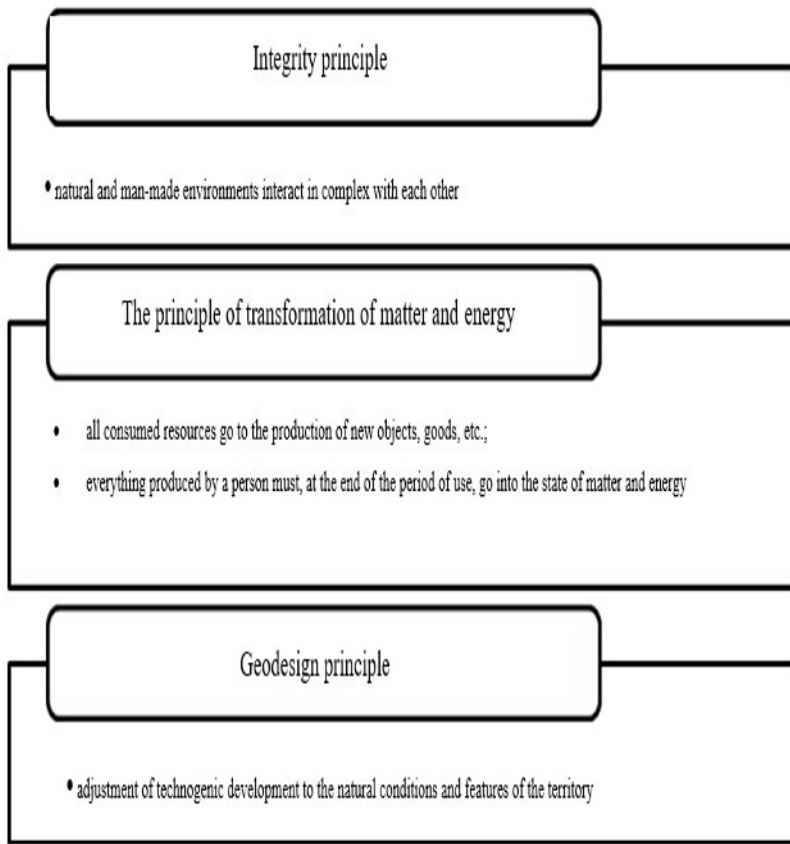 Integrity principle
• natural and man-made environments interact in complex with each other
The principle of transformation of matter and energy
• all consumed resources go to the production of new objects, goods, etc.;
• everything produced by a person must, at the end of the period of use, go into the state of matter and energy
Geodesign principle
• adjustment of technogenic development to the natural conditions and features of the territory